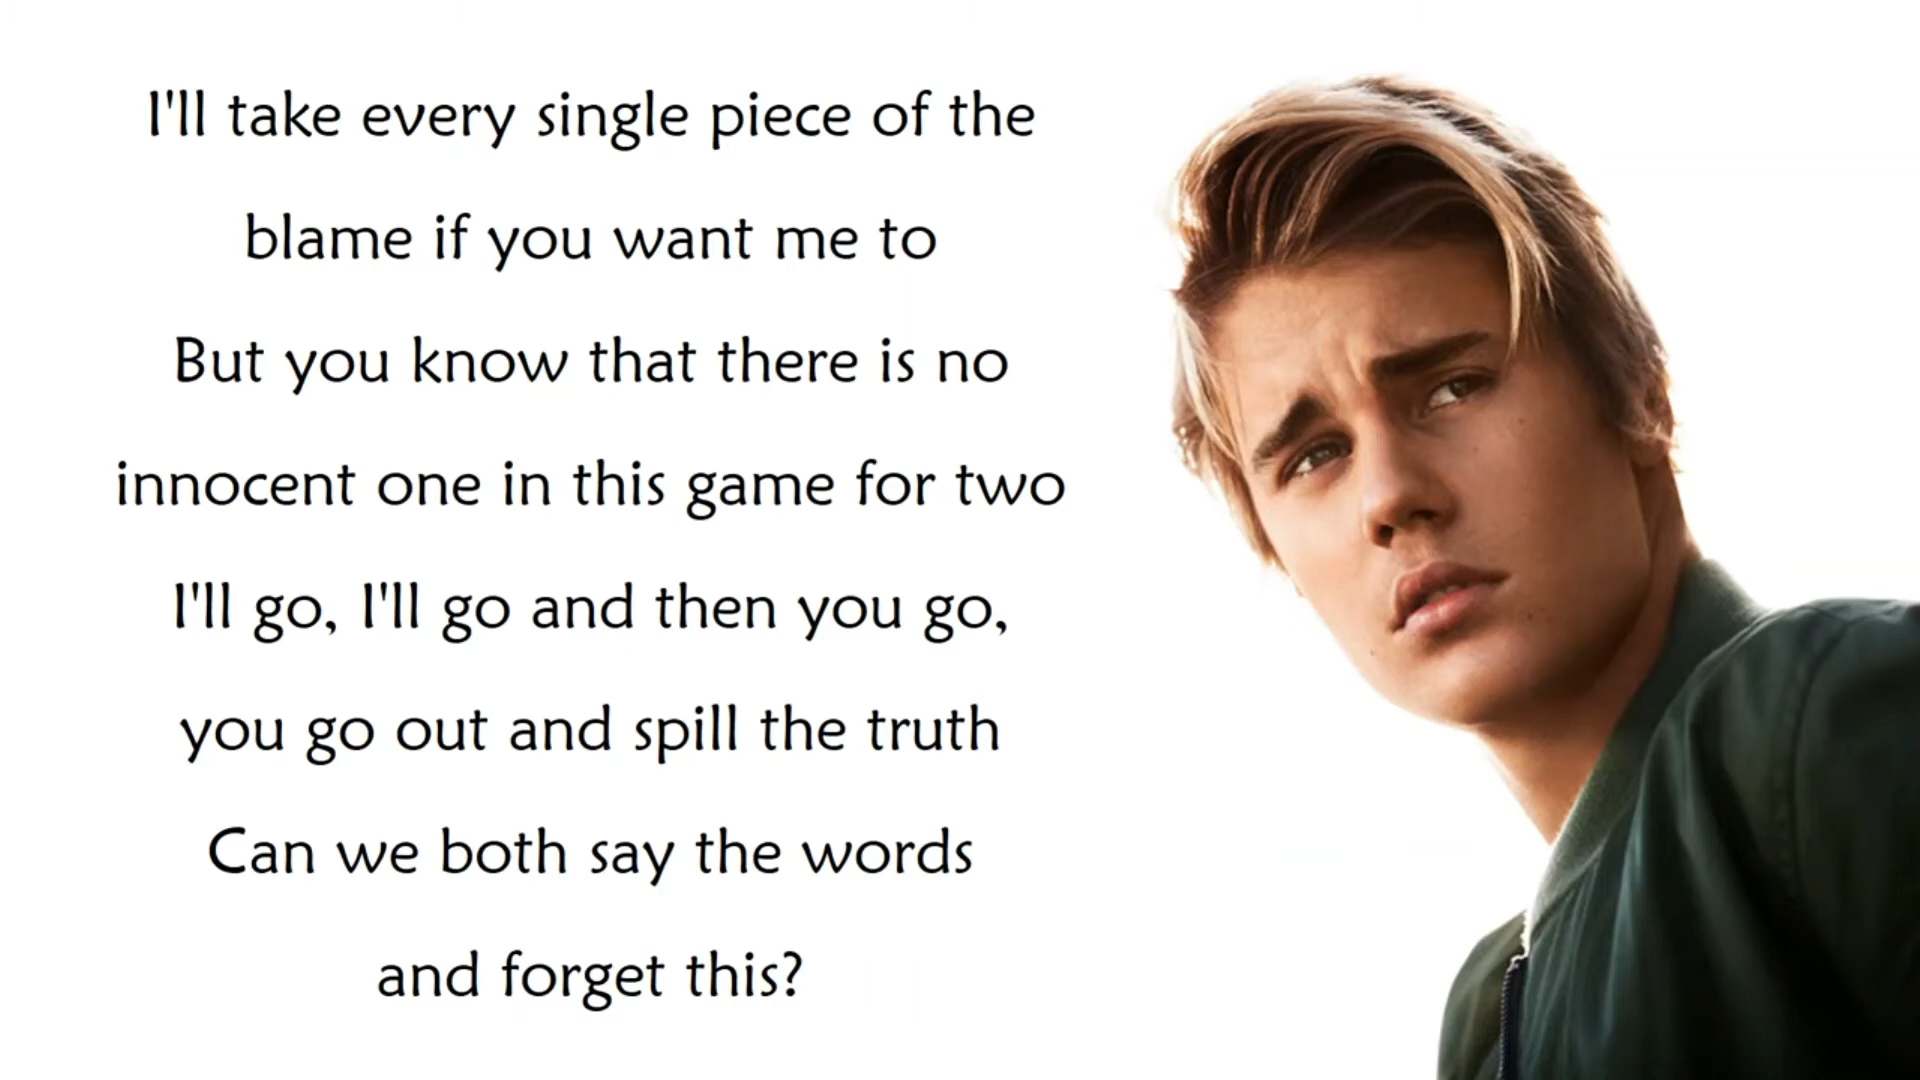 I'll take every single piece of the
blame if you want me to
But you know that there is no
innocent one in this game for two
I'll go, I'll go and then you go,
you go out and spill the truth
Can we both say the words
and forget this?